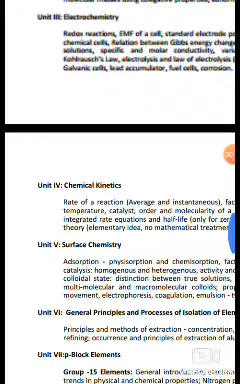 Unit III: Electrochemistry
Redox reactions, EMF of a cell, standard electrode po
chemical cells, Relation between Gibbs energy change
solutions, specific and molar conductivity, vari
Kohlrausch's Law, electrolysis and law of electrolysis (
Galvanic cells, lead accumulator, fuel cells, corrosion.
Unit IV: Chemical Kinetics
Rate of a reaction (Average and instantaneous), fac
temperature, catalyst; order and molecularity of a
integrated rate equations and half-life (only for zer
theory (elementary idea, no mathematical treatmen
Unit V: Surface Chemistry
Adsorption - physisorption and chemisorption, fact
catalysis: homogenous and heterogenous, activity and
colloidal state: distinction between true solutions,
multi-molecular and macromolecular colloids; prop
movement, electrophoresis, coagulation, emulsion - t
Unit VI: General Principles and Processes of Isolation of Elem
Principles and methods of extraction - concentration,
refining; occurrence and principles of extraction of alu
Unit VII:p-Block Elements
Group -15 Elements: General introduction, electron
trends in physical and chemical properties; Nitrogen